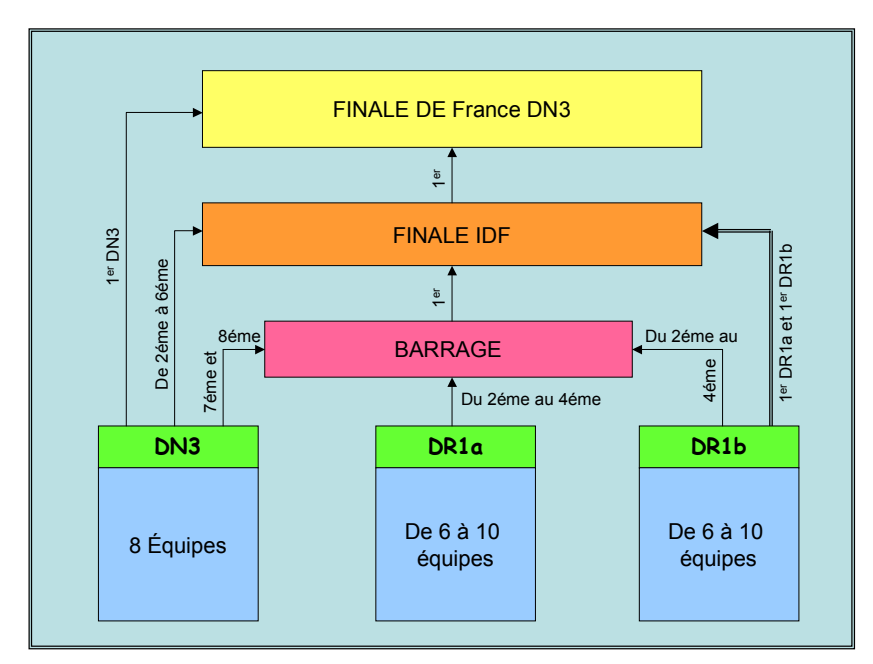 FINALE DE France DN3
1er
1er DN3
FINALE IDF
De 2éme à 6éme
1er DR1a et 1er DR1b
1er
7éme et
8éme
BARRAGE
Du 2éme au
4éme
Du 2éme au 4éme
DN3
DR1a
DR1b
8 Équipes
De 6 à 10
équipes
De 6 à 10
équipes